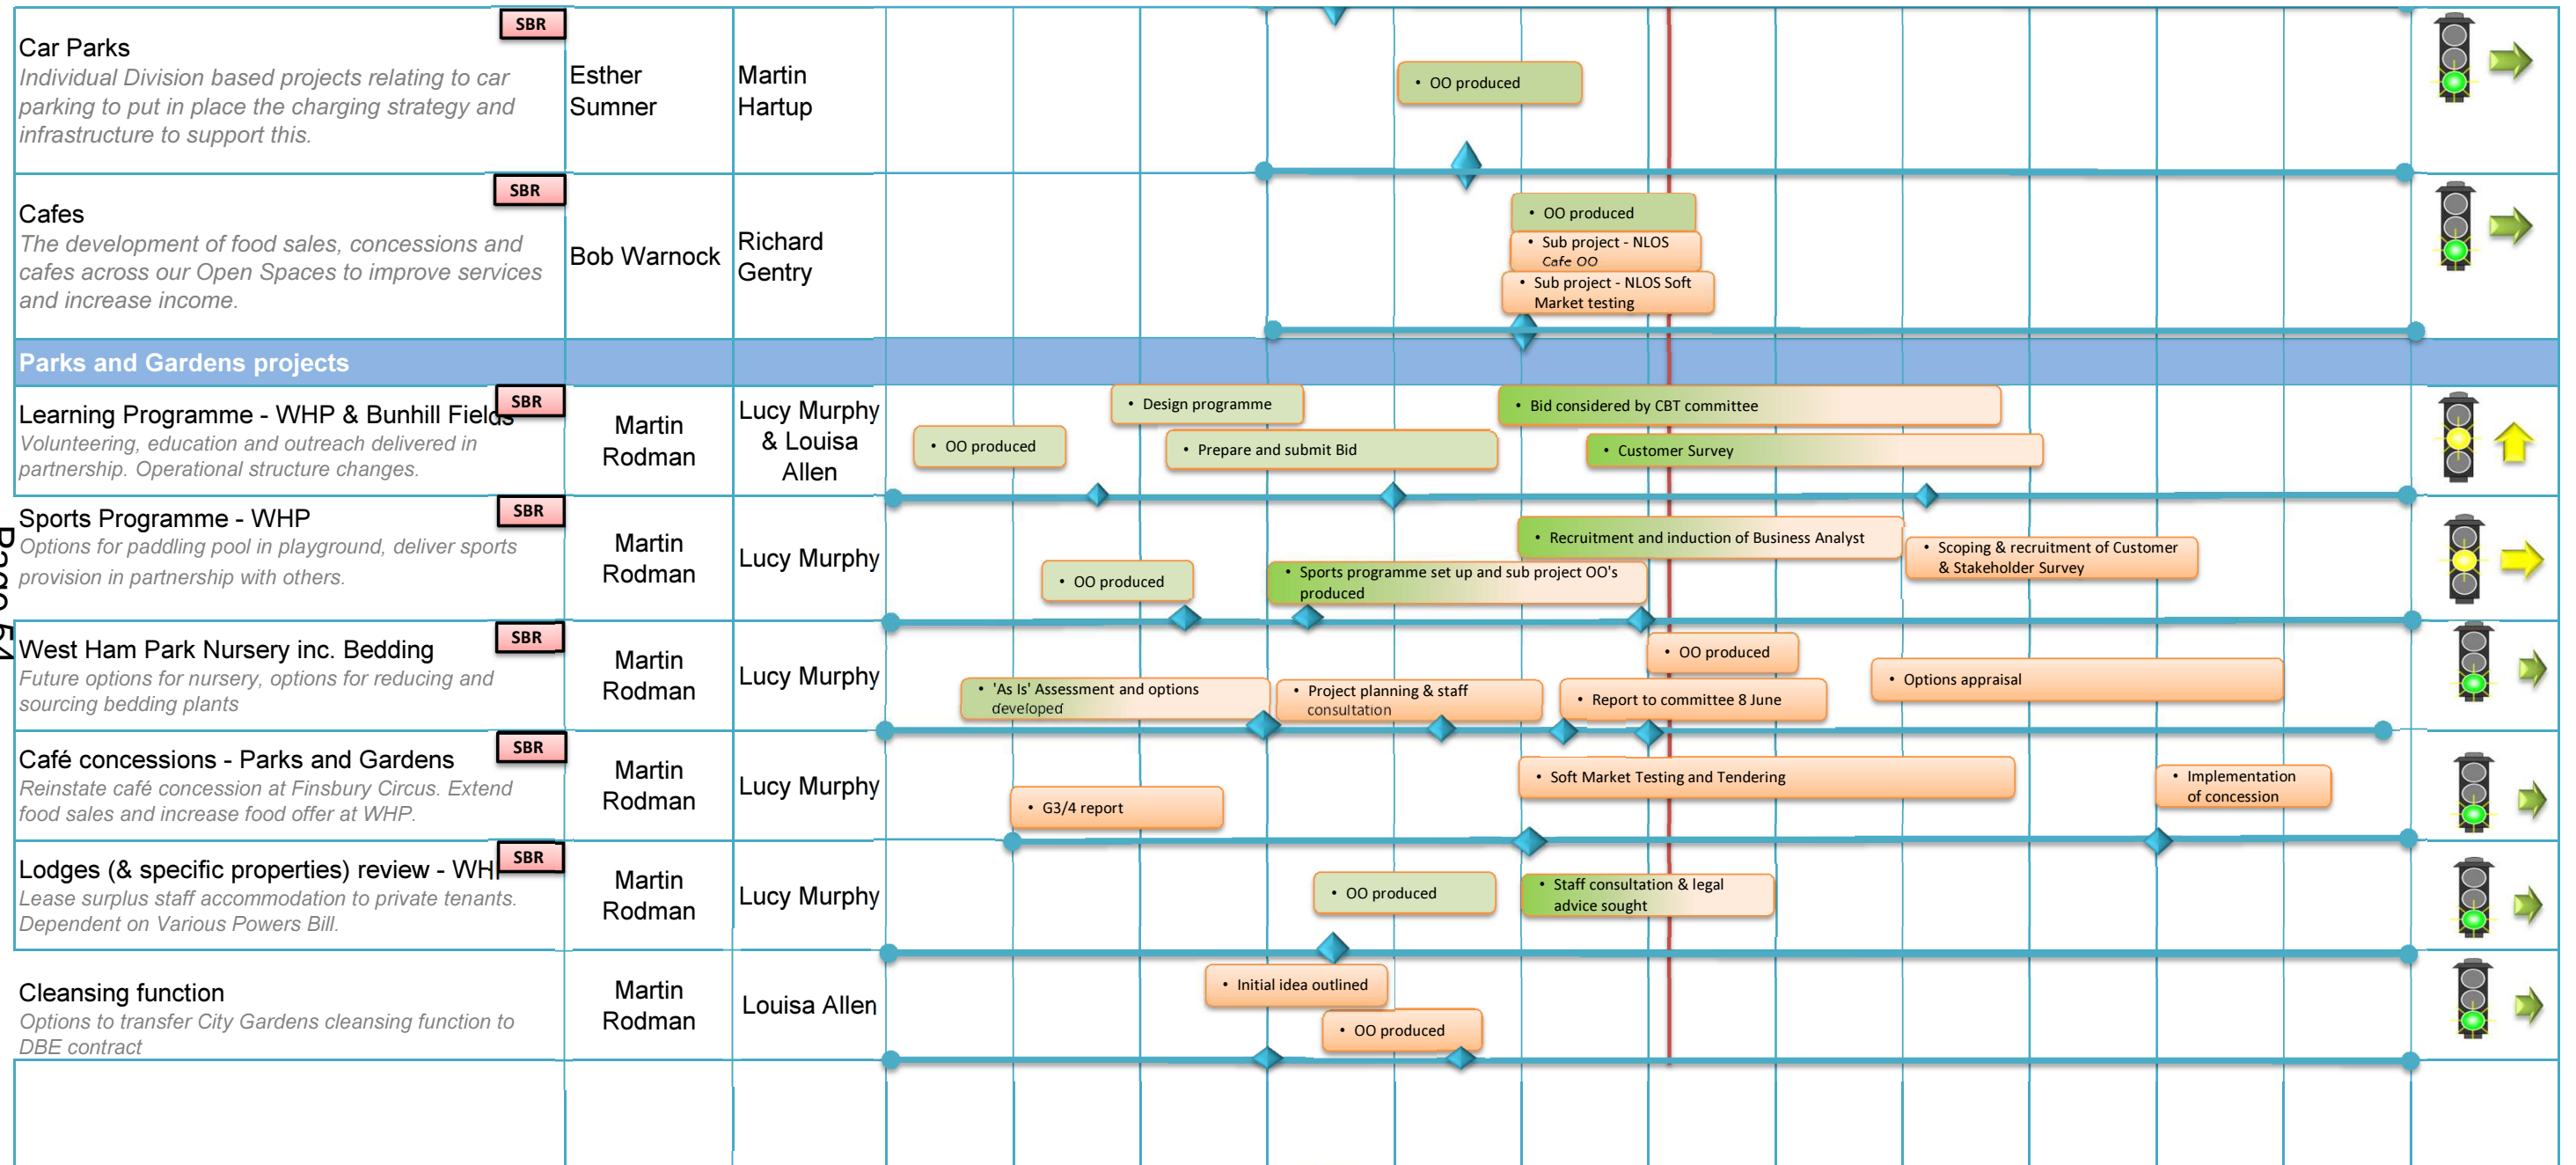 SBR
Car Parks
Individual Division based projects relating to car
parking to put in place the charging strategy and
infrastructure to support this.
Esther
Sumner
Martin
Hartup
• OO produced
SBR
Cafes
The development of food sales, concessions and
cafes across our Open Spaces to improve services
and increase income.
Bob Warnock
Richard
Gentry
• OO produced
• Sub project - NLOS
Cafe OO
• Sub project - NLOS Soft
Market testing
Parks and Gardens projects
SBR
Learning Programme - WHP & Bunhill Fields
Volunteering, education and outreach delivered in
partnership. Operational structure changes.
Martin
Rodman
Lucy Murphy
& Louisa
Allen
• OO produced
• Design programme
• Prepare and submit Bid
• Bid considered by CBT committee
• Customer Survey
SBR
Sports Programme - WHP
Options for paddling pool in playground, deliver sports
provision in partnership with others.
Martin
Rodman
Lucy Murphy
• OO produced
• Sports programme set up and sub project OO's
produced
• Recruitment and induction of Business Analyst
• Scoping & recruitment of Customer
& Stakeholder Survey
SBR
West Ham Park Nursery inc. Bedding
Future options for nursery, options for reducing and
sourcing bedding plants
Martin
Rodman
Lucy Murphy
• 'As Is' Assessment and options
developed
• Project planning & staff
consultation
• OO produced
• Report to committee 8 June
• Options appraisal
SBR
Café concessions - Parks and Gardens
Reinstate café concession at Finsbury Circus. Extend
food sales and increase food offer at WHP.
Martin
Rodman
Lucy Murphy
• G3/4 report
• Soft Market Testing and Tendering
• Implementation
of concession
SBR
Lodges (& specific properties) review - WHP
Lease surplus staff accommodation to private tenants.
Dependent on Various Powers Bill.
Martin
Rodman
Lucy Murphy
• OO produced
• Staff consultation & legal
advice sought
Cleansing function
Options to transfer City Gardens cleansing function to
DBE contract
Martin
Rodman
Louisa Allen
• Initial idea outlined
• OO produced